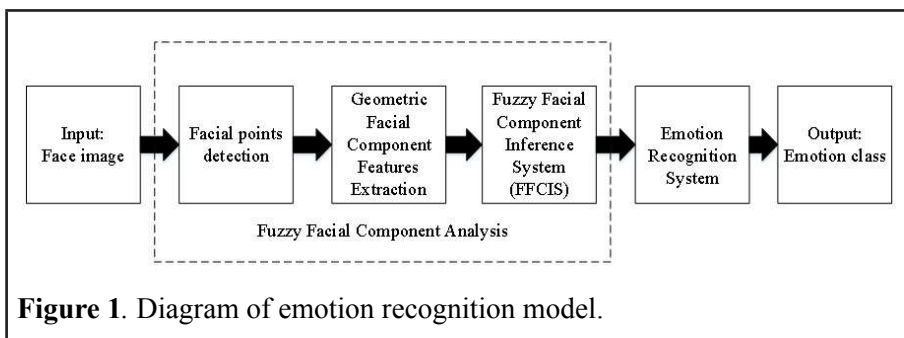 Input:
Face image
Facial points
detection
Geometric
Facial
Component
Features
Extraction
Fuzzy Facial
Component
Inference
System
(FFCIS)
Emotion
Recognition
System
Output:
Emotion class
Fuzzy Facial Component Analysis
Figure 1. Diagram of emotion recognition model.